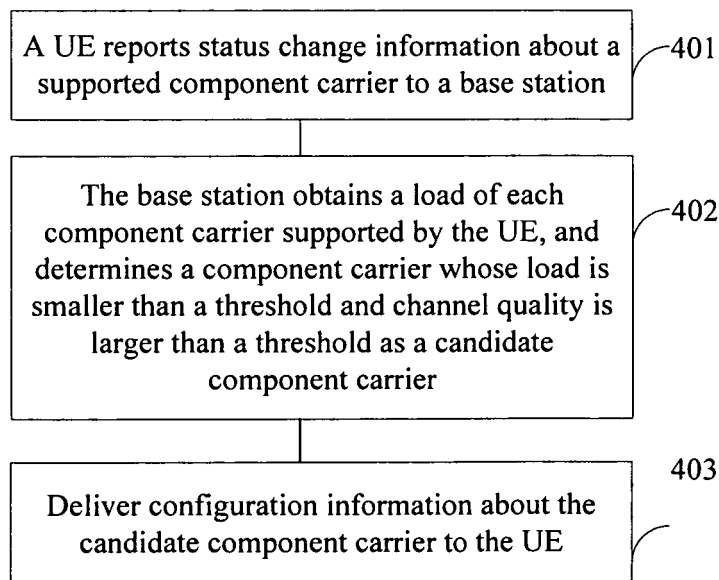 A UE reports status change information about a
supported component carrier to a base station
401
The base station obtains a load of each
component carrier supported by the UE, and
determines a component carrier whose load is
smaller than a threshold and channel quality is
larger than a threshold as a candidate
component carrier
402
Deliver configuration information about the
candidate component carrier to the UE
403